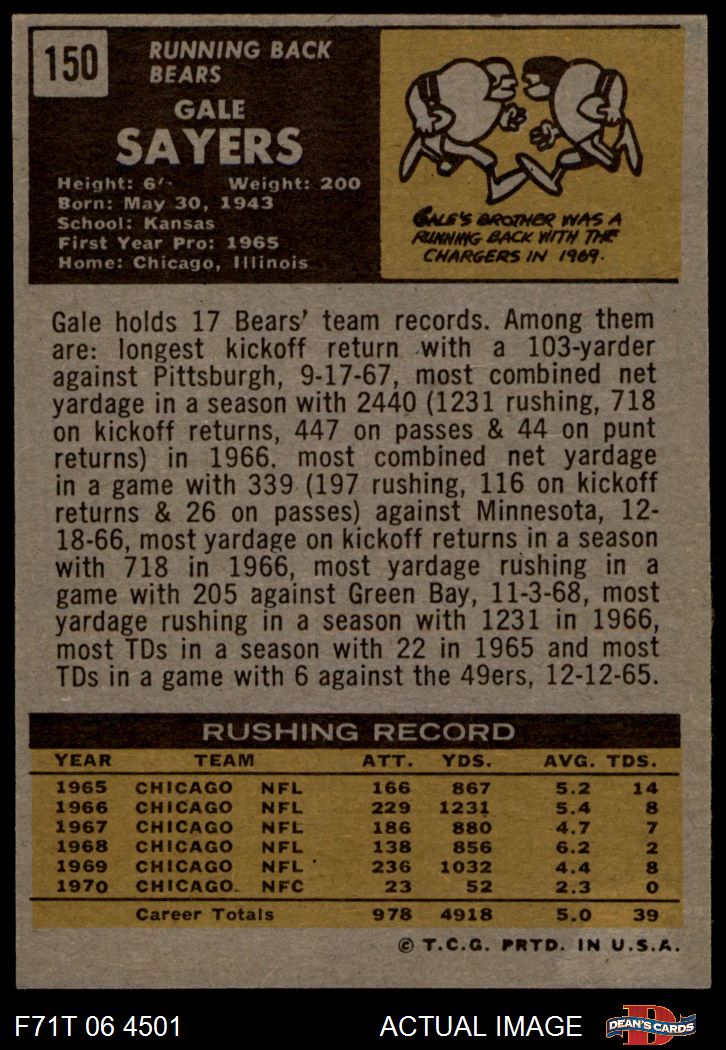 150
RUNNING BACK
BEARS
GALE
SAYERS
Height: 6'- Weight: 200
Born: May 30, 1943
School: Kansas
First Year Pro: 1965
Home: Chicago, Illinois
GALE'S BROTHER WAS A
RUNNING BACK WITH THE
CHARGERS IN 1969.
Gale holds 17 Bears' team records. Among them
are: longest kickoff return with a 103-yarder
against Pittsburgh, 9-17-67, most combined net
yardage in a season with 2440 (1231 rushing, 718
on kickoff returns, 447 on passes & 44 on punt
returns) in 1966, most combined net yardage
in a game with 339 (197 rushing, 116 on kickoff
returns & 26 on passes) against Minnesota, 12-
18-66, most yardage on kickoff returns in a season
with 718 in 1966, most yardage rushing in a
game with 205 against Green Bay, 11-3-68, most
yardage rushing in a season with 1231 in 1966,
most TDs in a season with 22 in 1965 and most
TDs in a game with 6 against the 49ers, 12-12-65.
RUSHING RECORD
YEAR TEAM ATT. YDS. AVG. TDS.
1965 CHICAGO NFL 166 867 5.2 14
1966 CHICAGO NFL 229 1231 5.4 8
1967 CHICAGO NFL 186 880 4.7 7
1968 CHICAGO NFL 138 856 6.2 2
1969 CHICAGO NFL 236 1032 4.4 8
1970 CHICAGO NFC 23 52 2.3 0
Career Totals 978 4918 5.0 39
© T.C.G. PRTD. IN U.S.A.
F71T 06 4501 ACTUAL IMAGE D DEAN'S CARDS